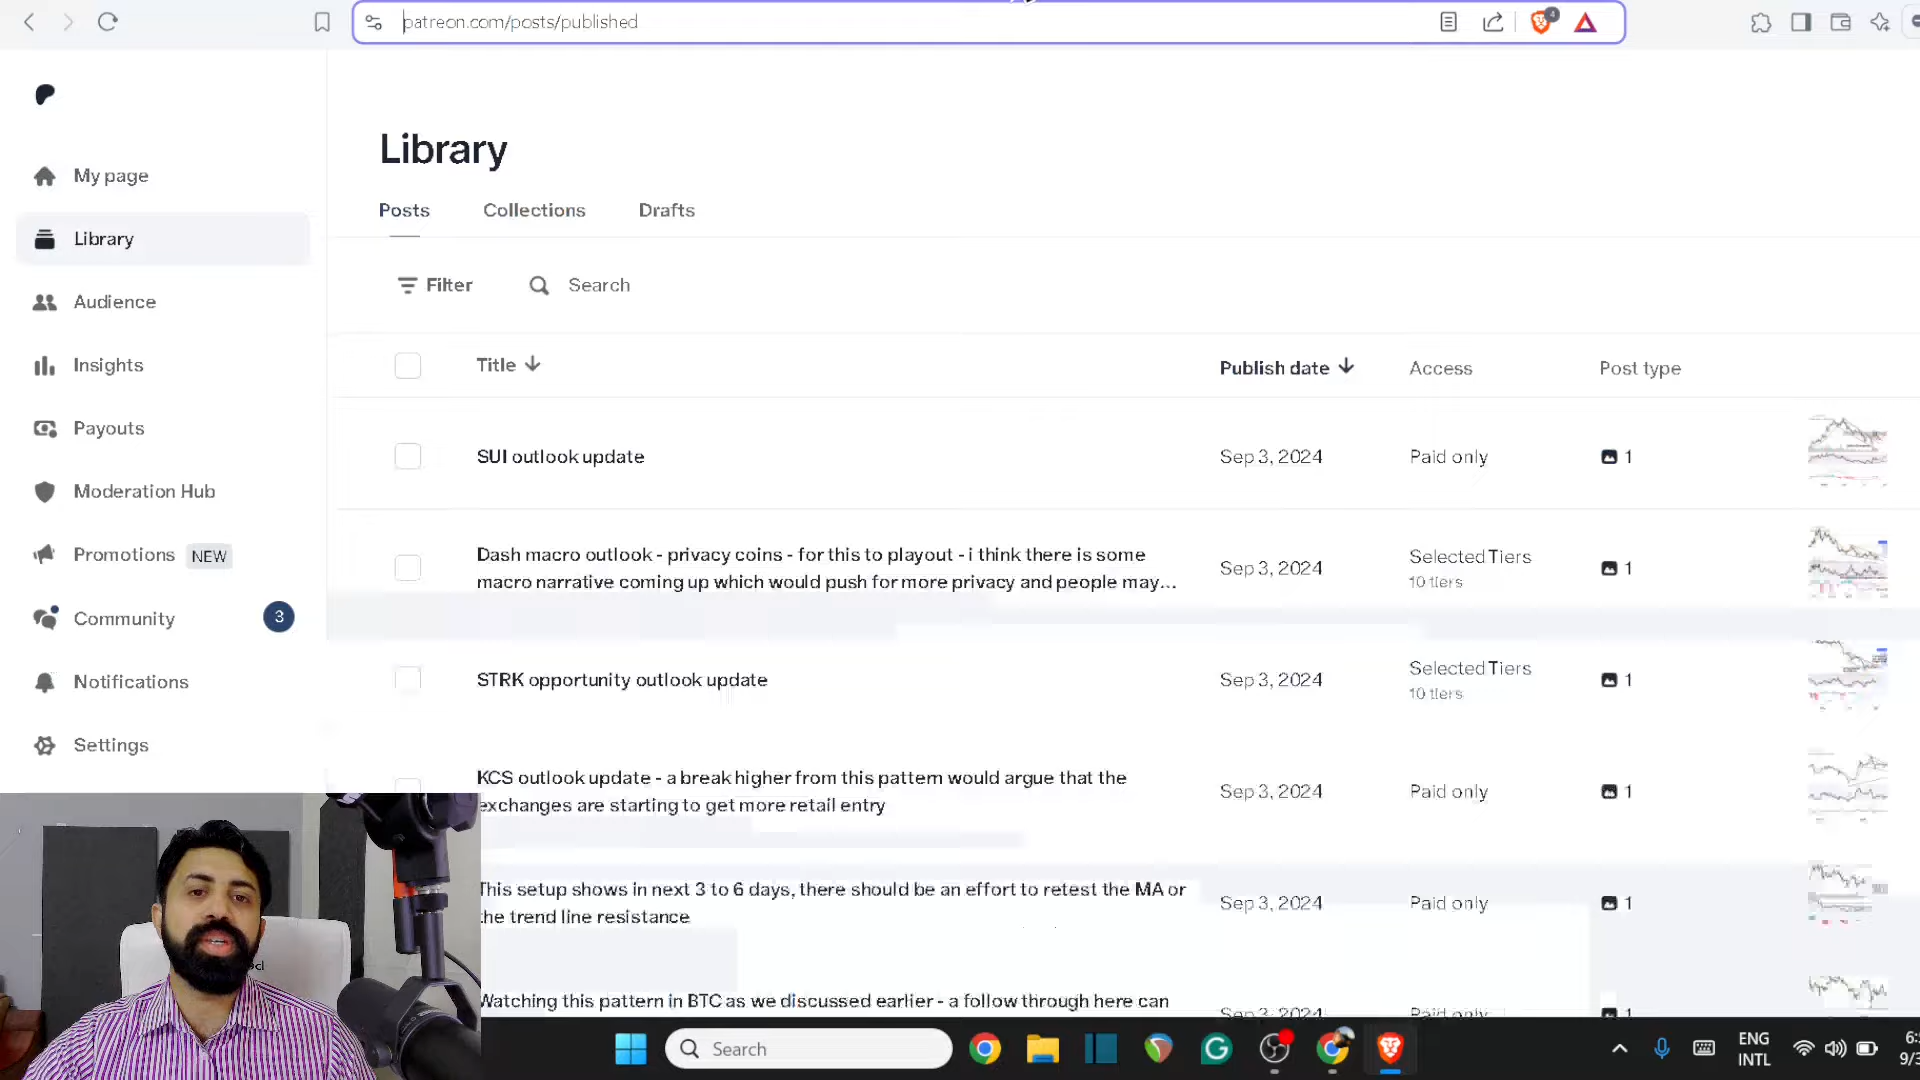 patreon.com/posts/published
4
Library
My page
Library
Audience
Insights
Payouts
Moderation Hub
Promotions NEW
Community 3
Notifications
Settings
Posts Collections Drafts
Filter Search
Title Publish date Access Post type
SUI outlook update Sep 3, 2024 Paid only 1
Dash macro outlook - privacy coins - for this to playout - i think there is some
macro narrative coming up which would push for more privacy and people may...
Sep 3, 2024 Selected Tiers 1
10 tiers
STRK opportunity outlook update Sep 3, 2024 Selected Tiers 1
10 tiers
KCS outlook update - a break higher from this pattern would argue that the
exchanges are starting to get more retail entry
Sep 3, 2024 Paid only 1
This setup shows in next 3 to 6 days, there should be an effort to retest the MA or
the trend line resistance
Sep 3, 2024 Paid only 1
Watching this pattern in BTC as we discussed earlier - a follow through here can
Sep 3, 2024 Paid only 1
Search
ENG
INTL